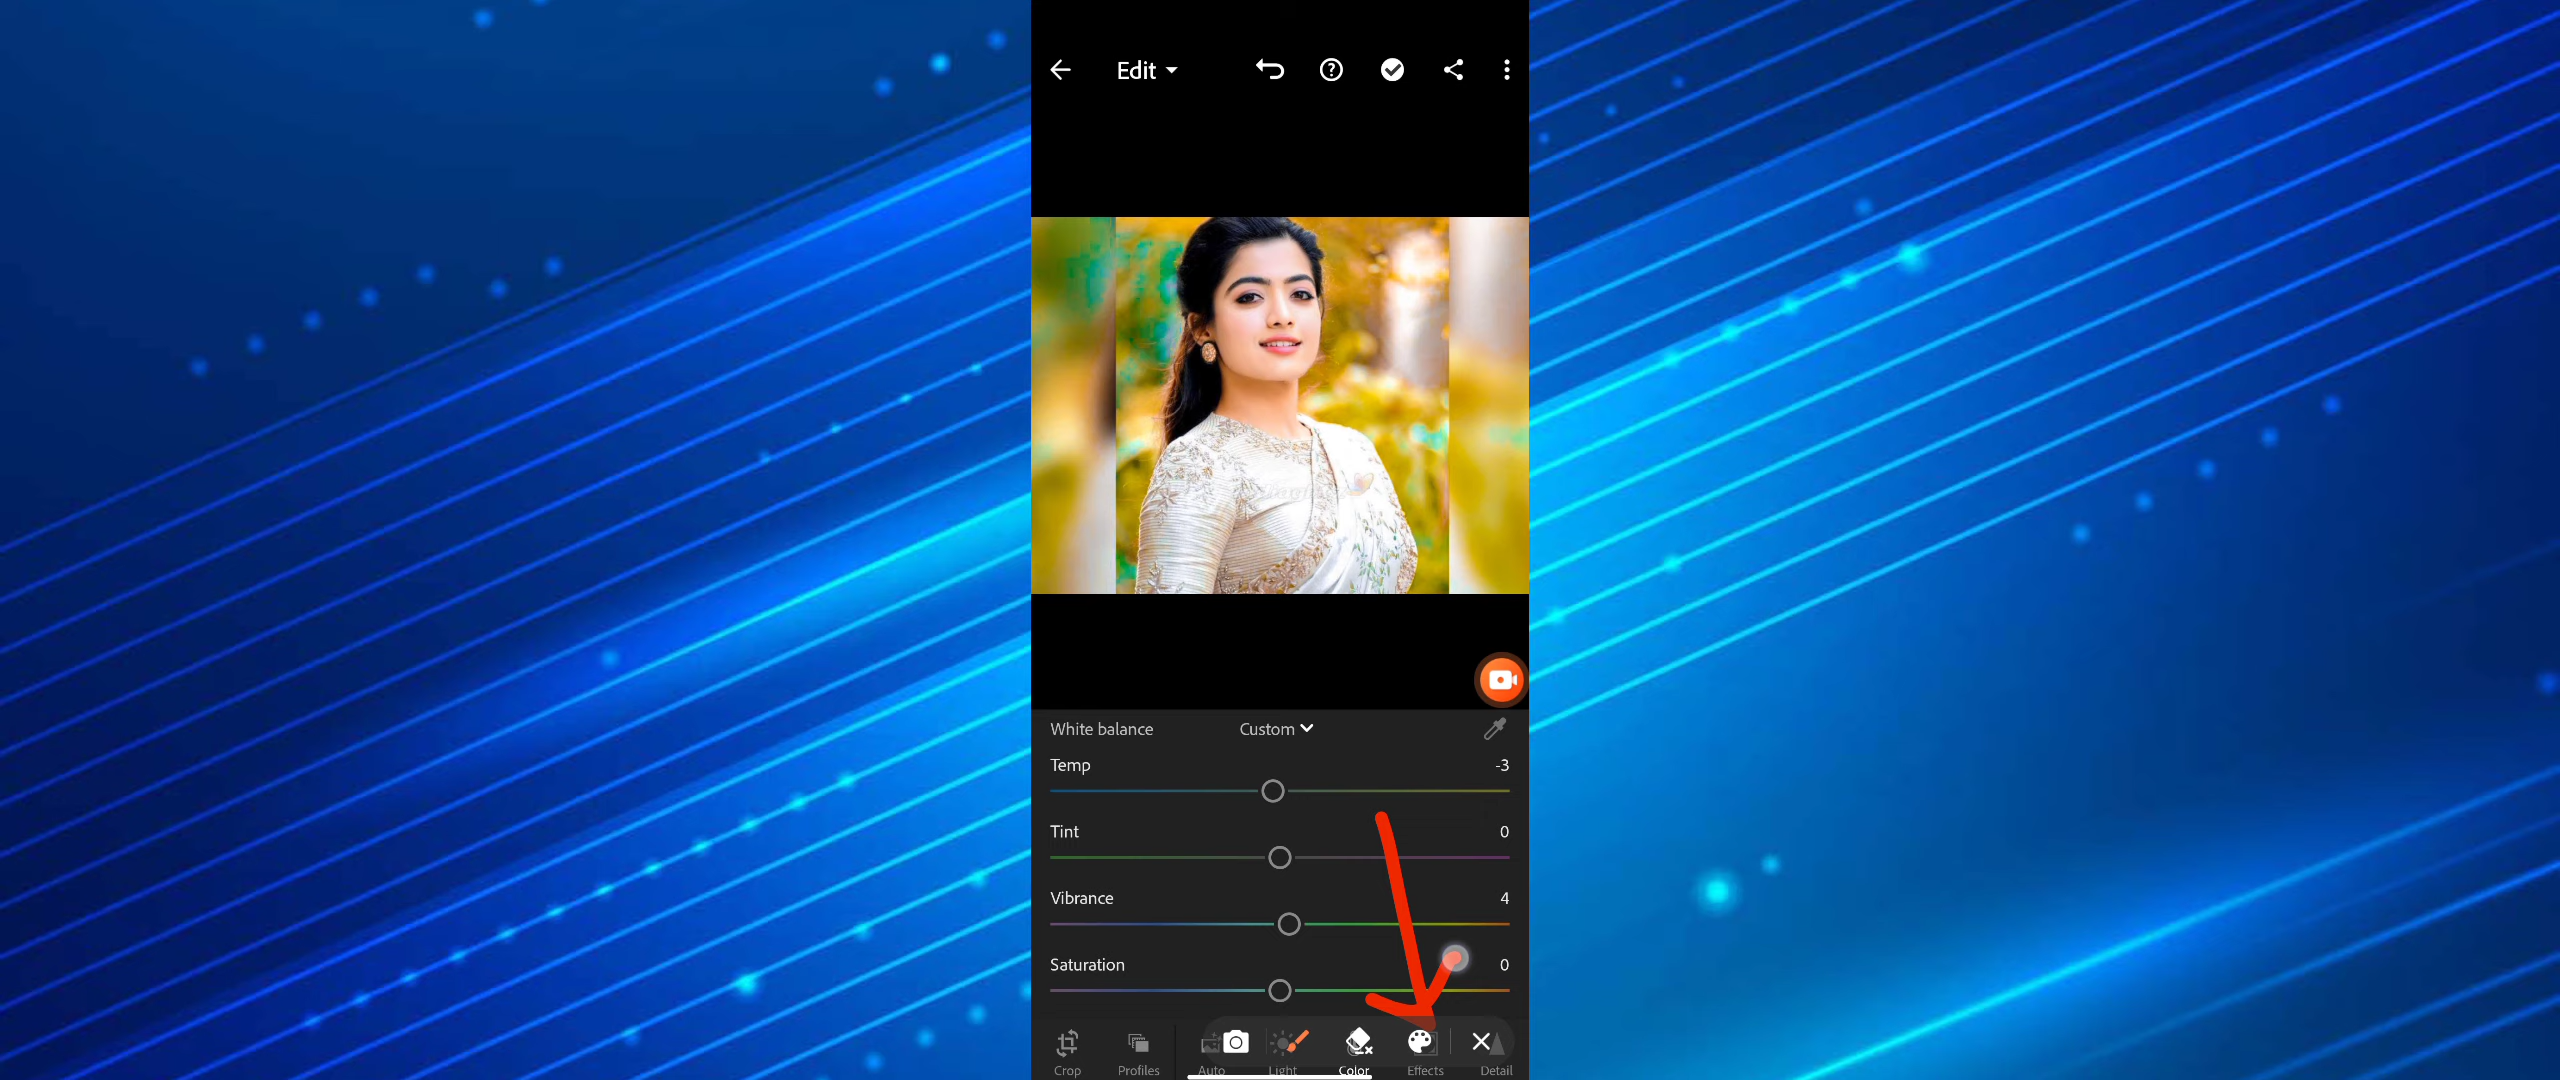 Edit
White balance Custom
Temp -3
Tint 0
Vibrance 4
Saturation 0
Crop Profiles Auto Light Color Effects Detail